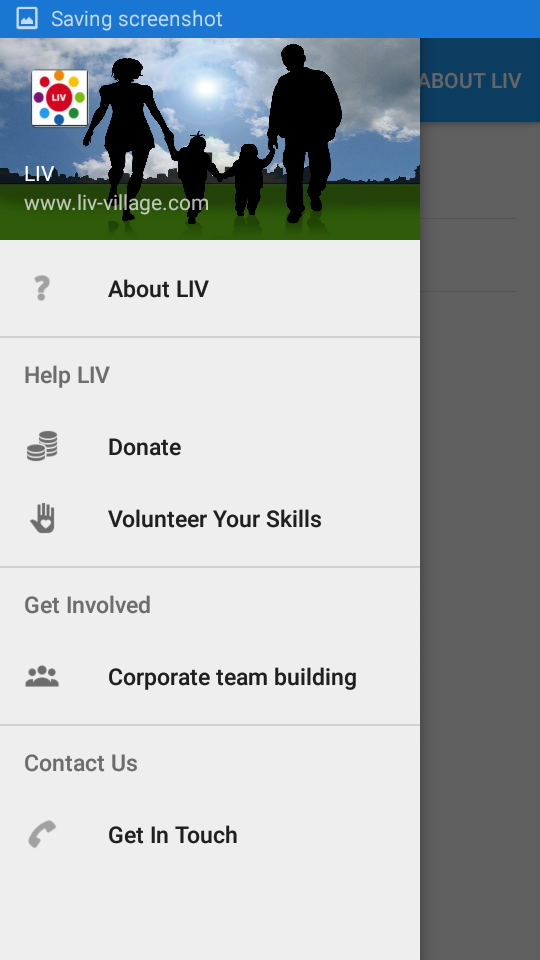 Saving screenshot
ABOUT LIV
LIV
LIV
www.liv-village.com
About LIV
Help LIV
Donate
Volunteer Your Skills
Get Involved
Corporate team building
Contact Us
Get In Touch